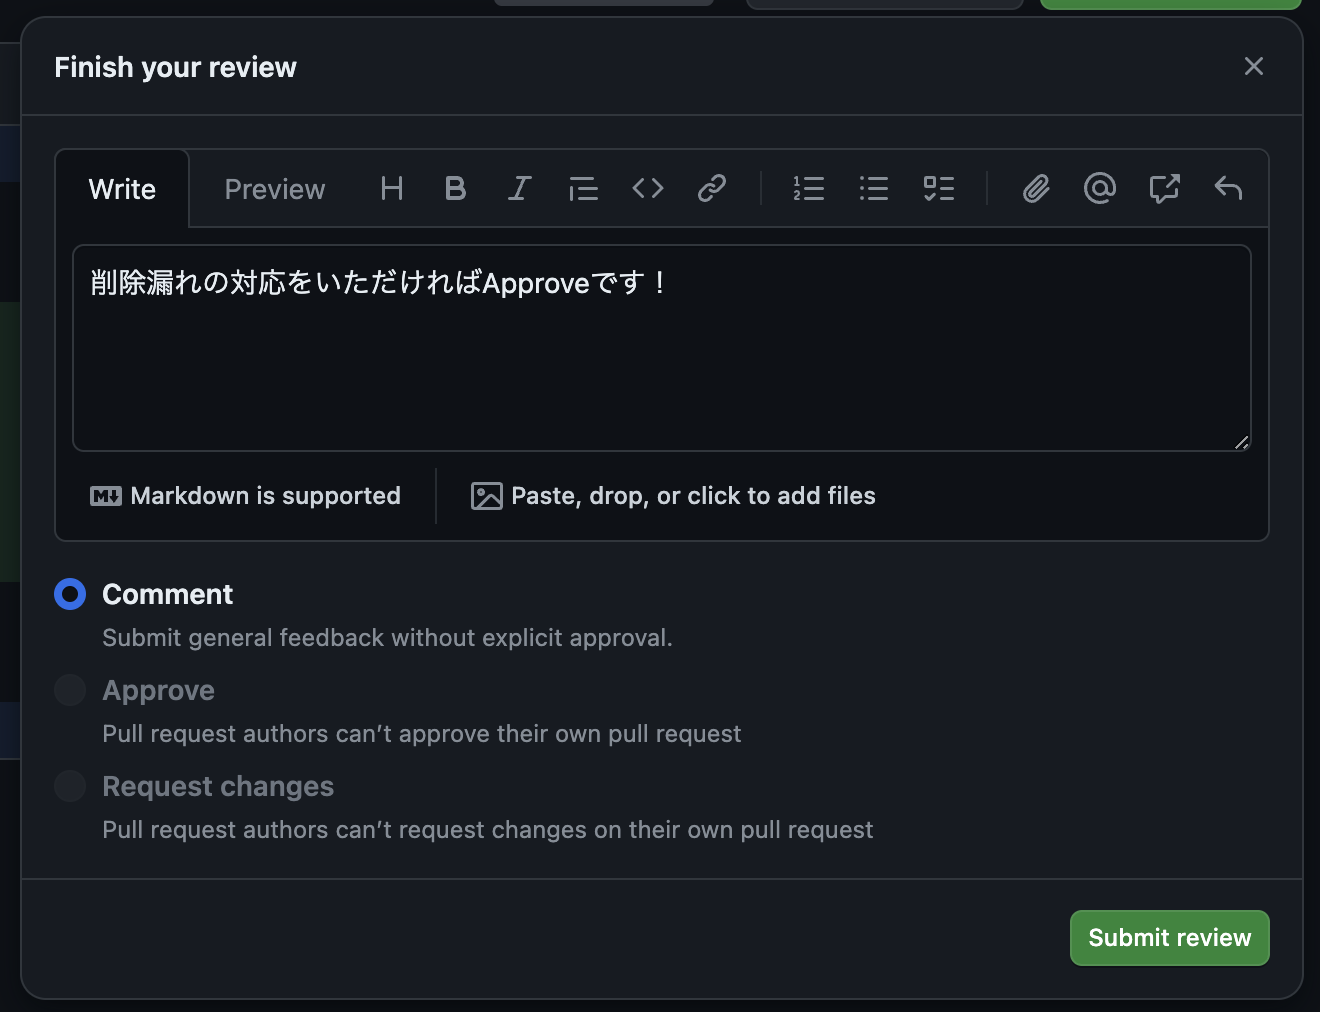 Finish your review
Write Preview
削除漏れの対応をいただければApproveです！
Markdown is supported
Paste, drop, or click to add files
Comment
Submit general feedback without explicit approval.
Approve
Pull request authors can’t approve their own pull request
Request changes
Pull request authors can’t request changes on their own pull request
Submit review